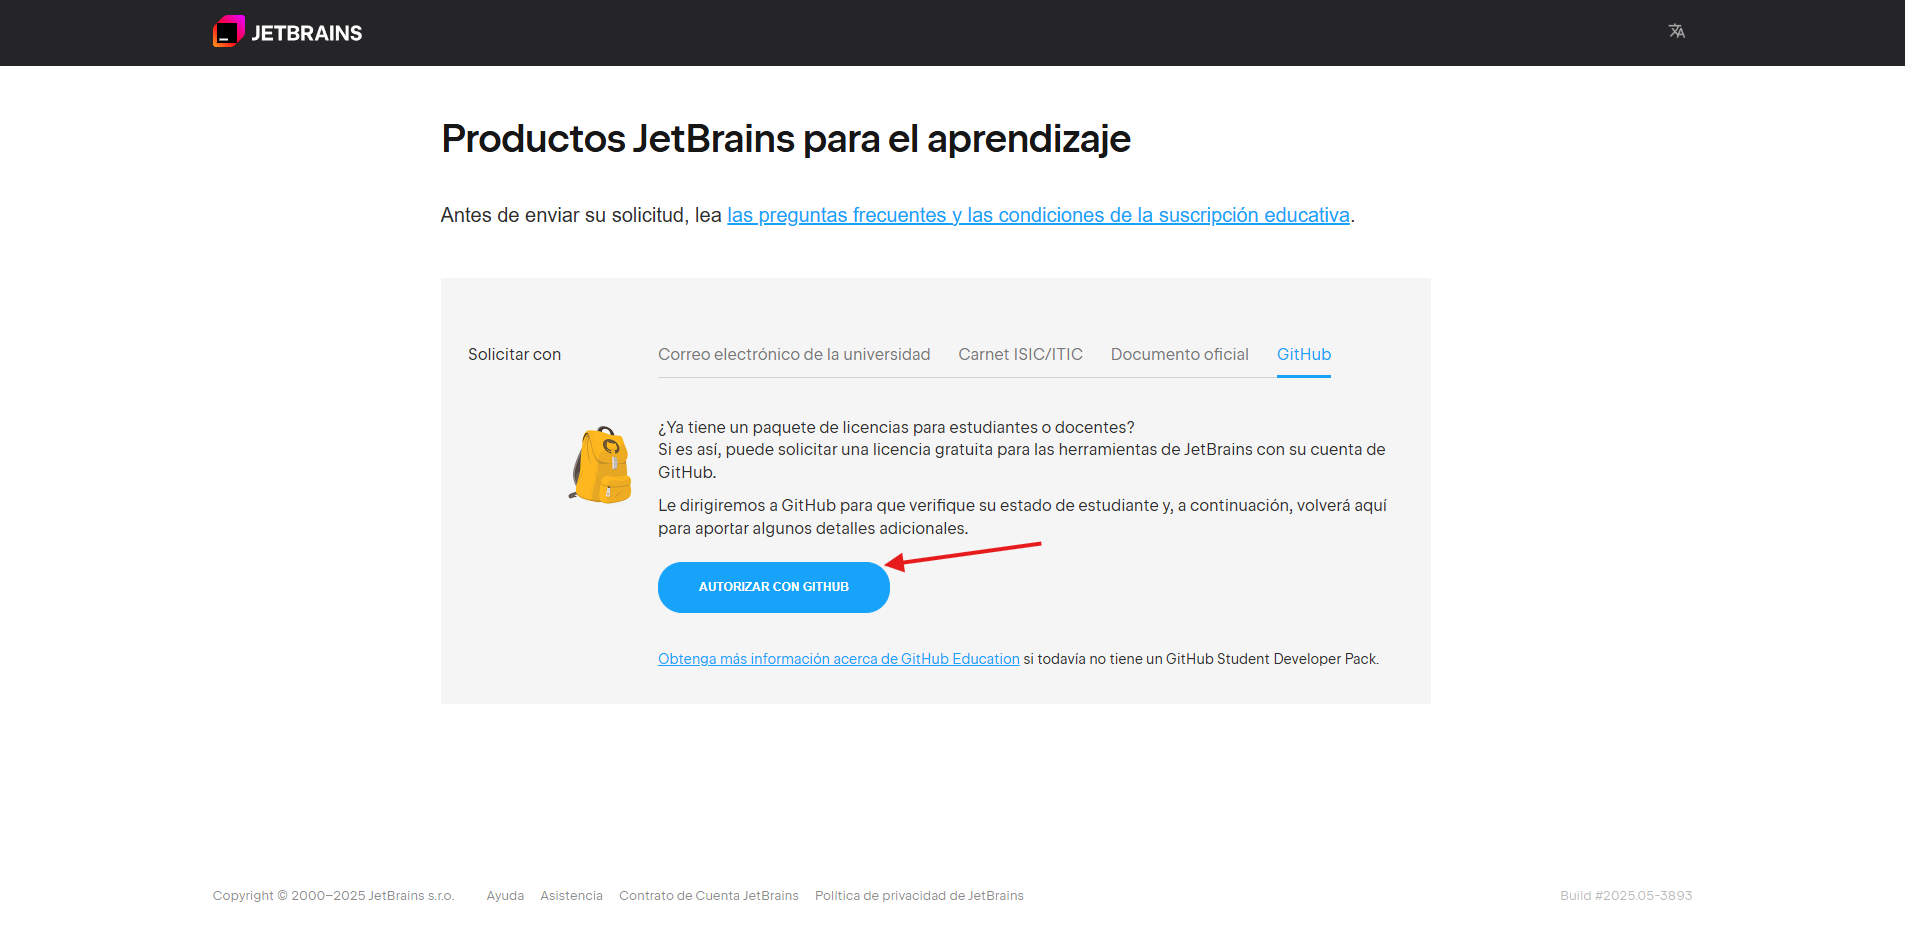 JETBRAINS
Productos JetBrains para el aprendizaje
Antes de enviar su solicitud, lea las preguntas frecuentes y las condiciones de la suscripción educativa.
Solicitar con
Correo electrónico de la universidad Carnet ISIC/ITIC Documento oficial GitHub
¿Ya tiene un paquete de licencias para estudiantes o docentes?
Si es así, puede solicitar una licencia gratuita para las herramientas de JetBrains con su cuenta de
GitHub.
Le dirigiremos a GitHub para que verifique su estado de estudiante y, a continuación, volverá aquí
para aportar algunos detalles adicionales.
AUTORIZAR CON GITHUB
Obtenga más información acerca de GitHub Education si todavía no tiene un GitHub Student Developer Pack.
Copyright © 2000–2025 JetBrains s.r.o. Ayuda Asistencia Contrato de Cuenta JetBrains Política de privacidad de JetBrains Build #2025.05-3893